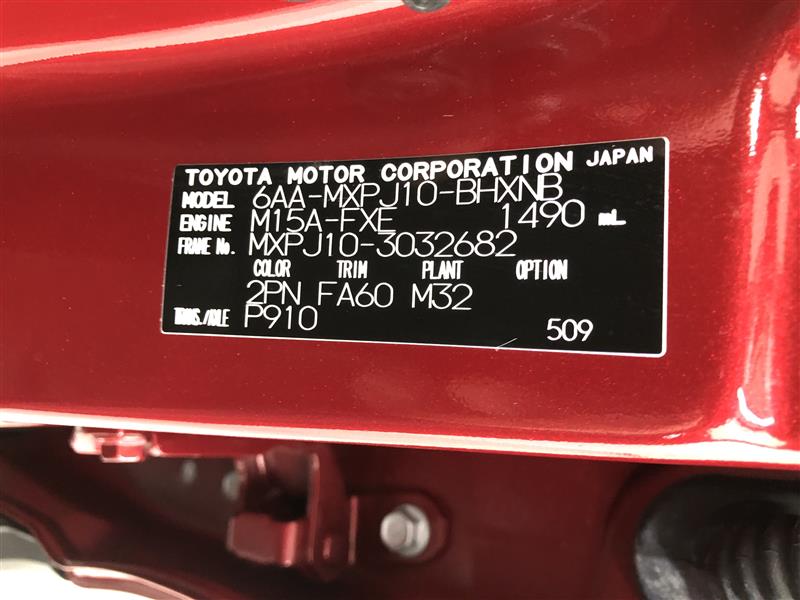 TOYOTA MOTOR CORPORATION JAPAN
MODEL 6AA-MXPJ10-BHXNB
ENGINE M15A-FXE 1490 mL
FRAME No. MXPJ10-3032682
COLOR TRIM PLANT OPTION
2PN FA60 M32
TRANS./AXLE P910 509